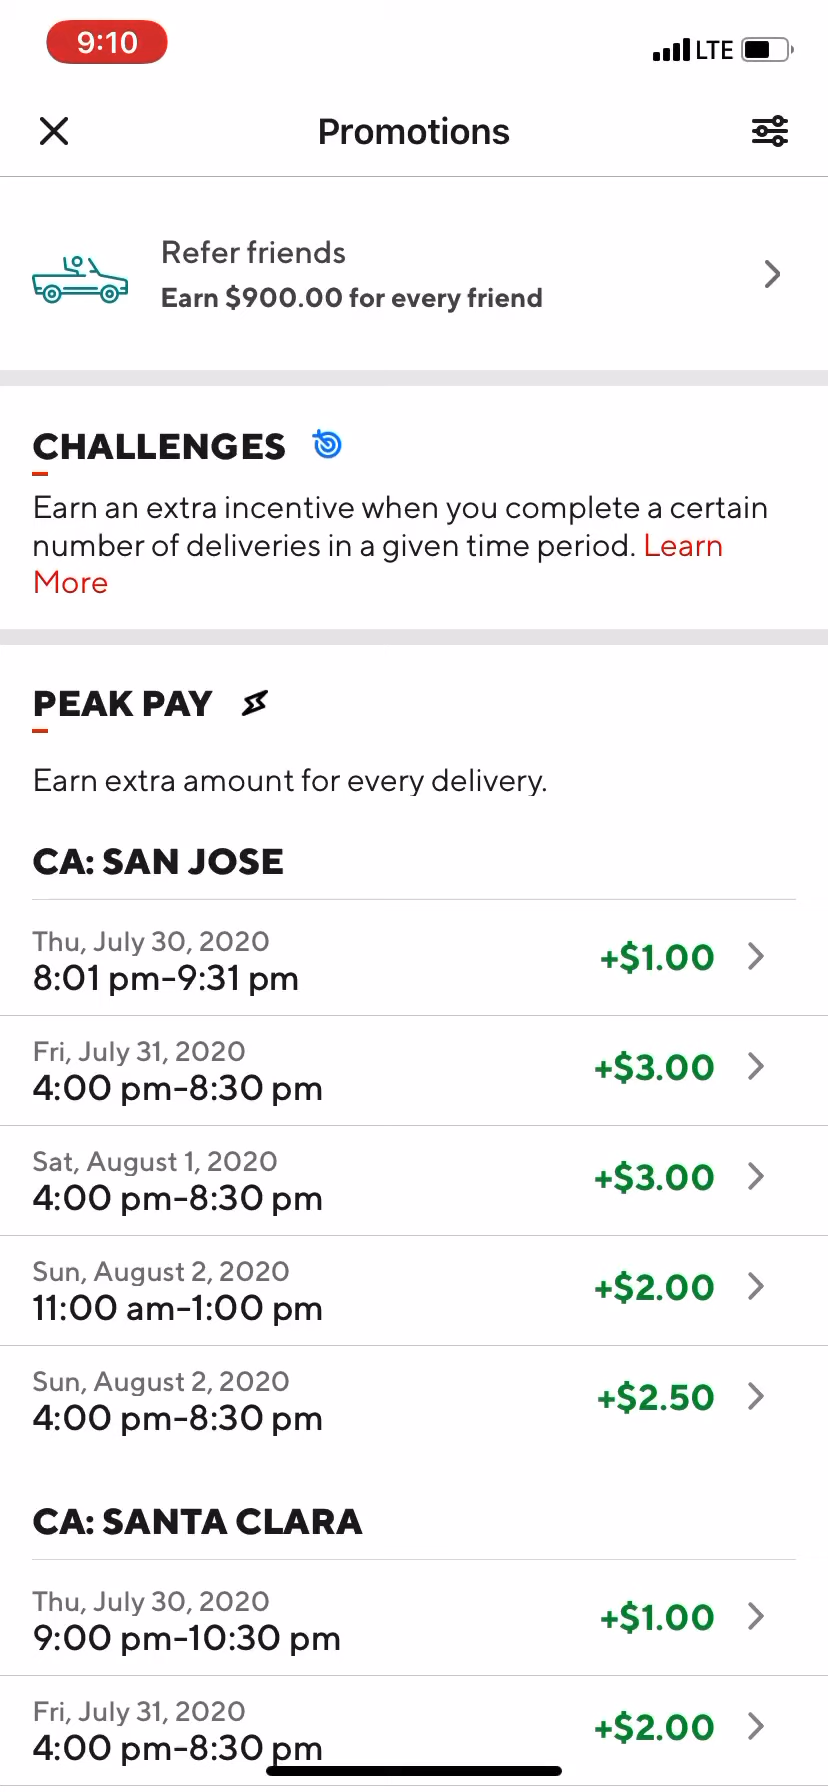 9:10
LTE
Promotions
Refer friends
Earn $900.00 for every friend
CHALLENGES
Earn an extra incentive when you complete a certain
number of deliveries in a given time period. Learn
More
PEAK PAY
Earn extra amount for every delivery.
CA: SAN JOSE
Thu, July 30, 2020
8:01 pm-9:31 pm
+$1.00
Fri, July 31, 2020
4:00 pm-8:30 pm
+$3.00
Sat, August 1, 2020
4:00 pm-8:30 pm
+$3.00
Sun, August 2, 2020
11:00 am-1:00 pm
+$2.00
Sun, August 2, 2020
4:00 pm-8:30 pm
+$2.50
CA: SANTA CLARA
Thu, July 30, 2020
9:00 pm-10:30 pm
+$1.00
Fri, July 31, 2020
4:00 pm-8:30 pm
+$2.00